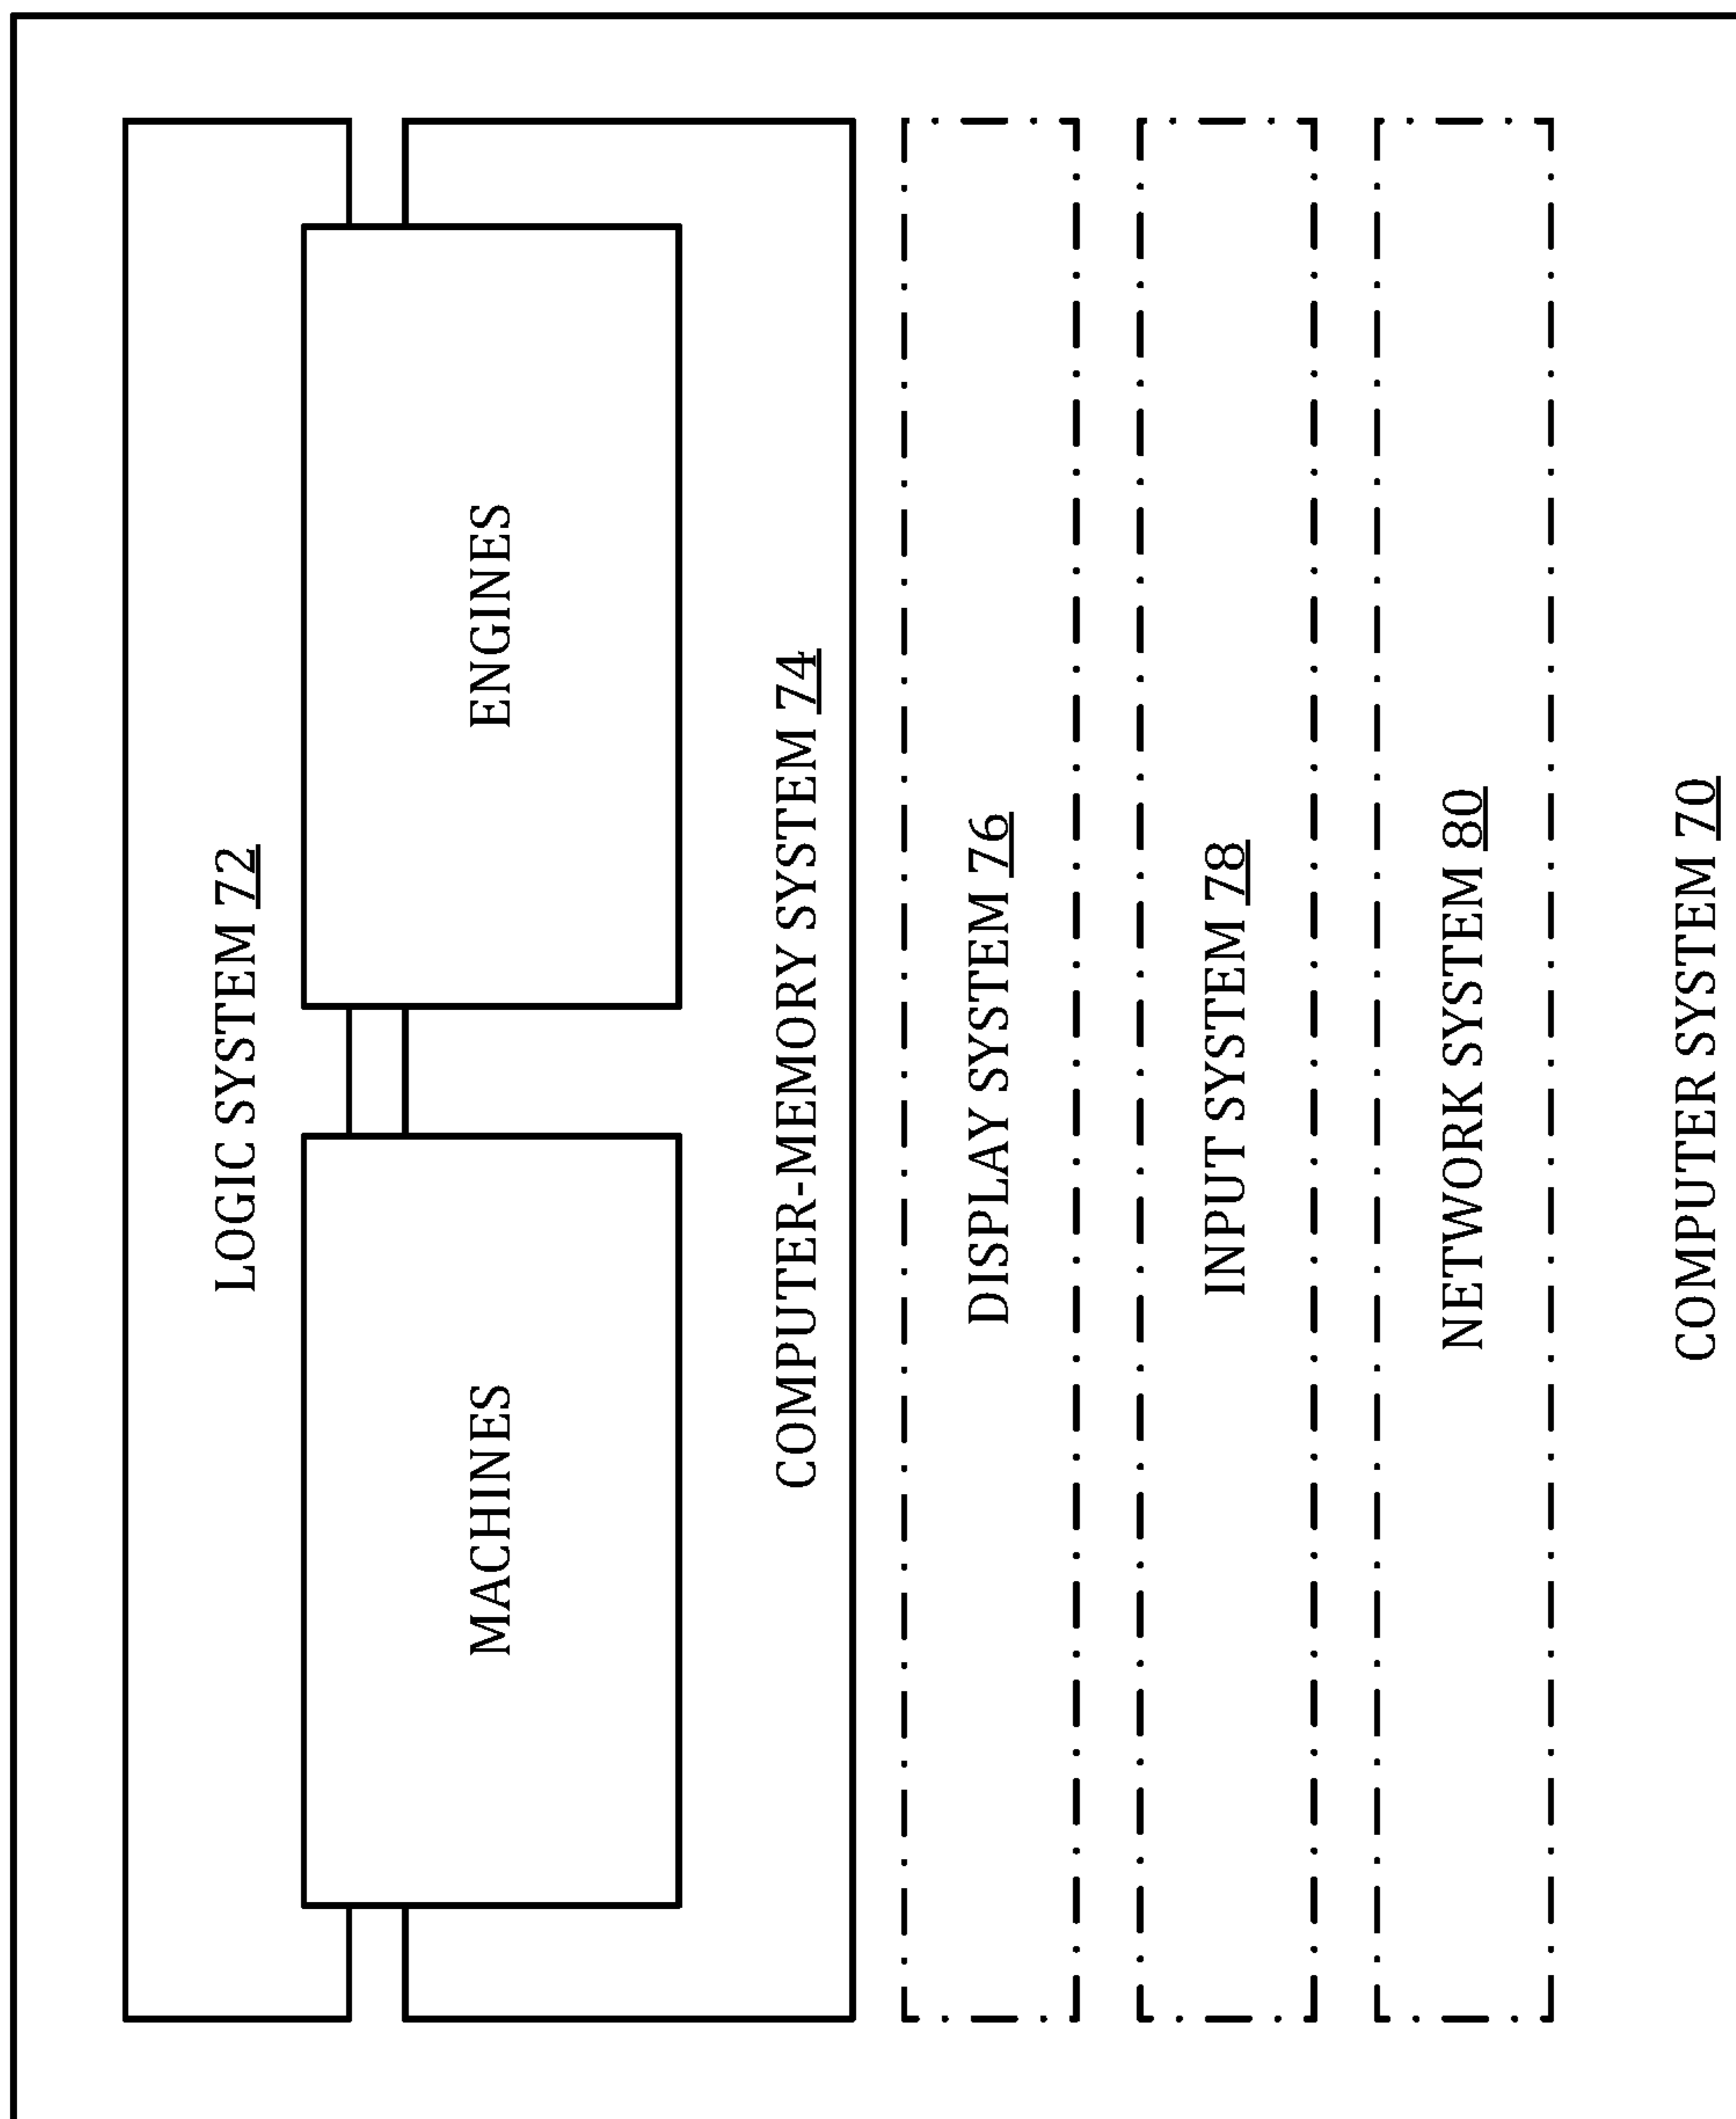 LOGIC SYSTEM 72
MACHINES
ENGINES
COMPUTER-MEMORY SYSTEM 74
DISPLAY SYSTEM 76
INPUT SYSTEM 78
NETWORK SYSTEM 80
COMPUTER SYSTEM 70